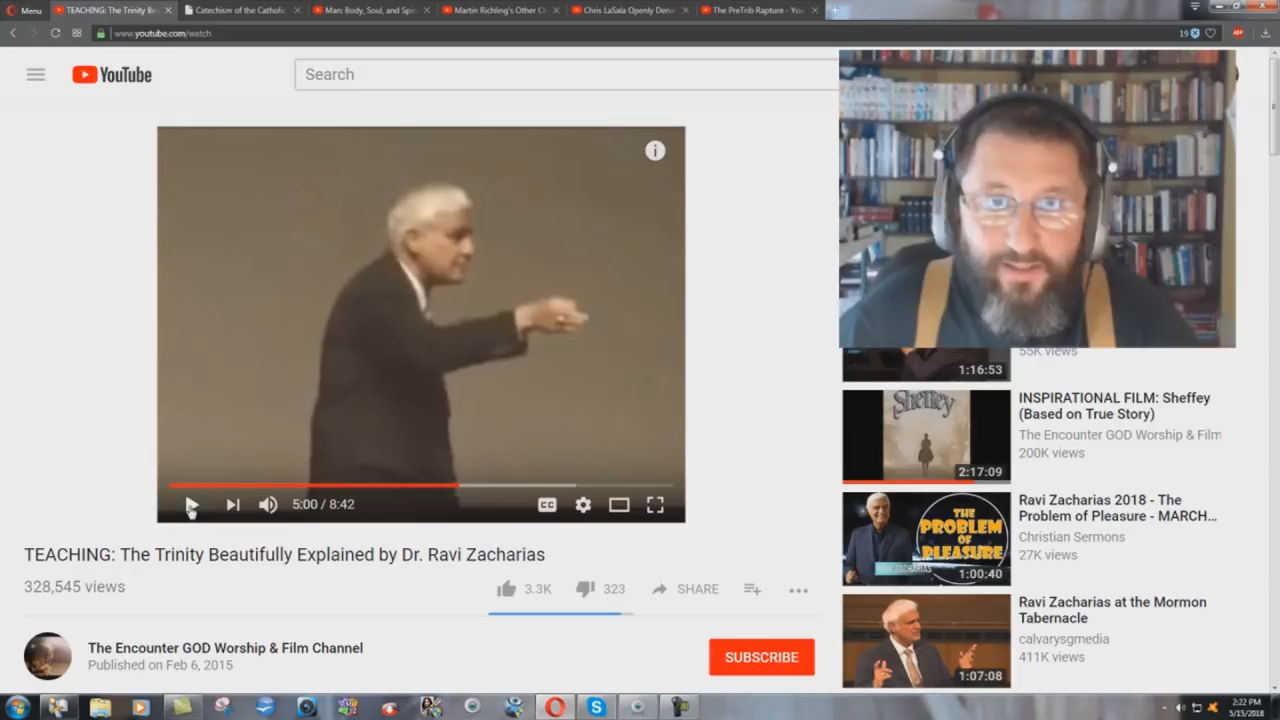 Menu
TEACHING: The Trinity Be
Catechism of the Catholic
Man: Body, Soul, and Spi
Martin Richling's Other C
Chris LaSala Openly Den
The PreTrib Rapture - You
www.youtube.com/watch
19
ABP
YouTube
Search
i
5:00 / 8:42
CC
TEACHING: The Trinity Beautifully Explained by Dr. Ravi Zacharias
328,545 views
3.3K
323
SHARE
The Encounter GOD Worship & Film Channel
Published on Feb 6, 2015
SUBSCRIBE
55K views
1:16:53
Sheffey
2:17:09
INSPIRATIONAL FILM: Sheffey
(Based on True Story)
The Encounter GOD Worship & Film
200K views
THE
PROBLEM
OF
PLEASURE
RAVI ZACHARIAS
1:00:40
Ravi Zacharias 2018 - The
Problem of Pleasure - MARCH...
Christian Sermons
27K views
1:07:08
Ravi Zacharias at the Mormon
Tabernacle
calvarysgmedia
411K views
2:22 PM
5/15/2018